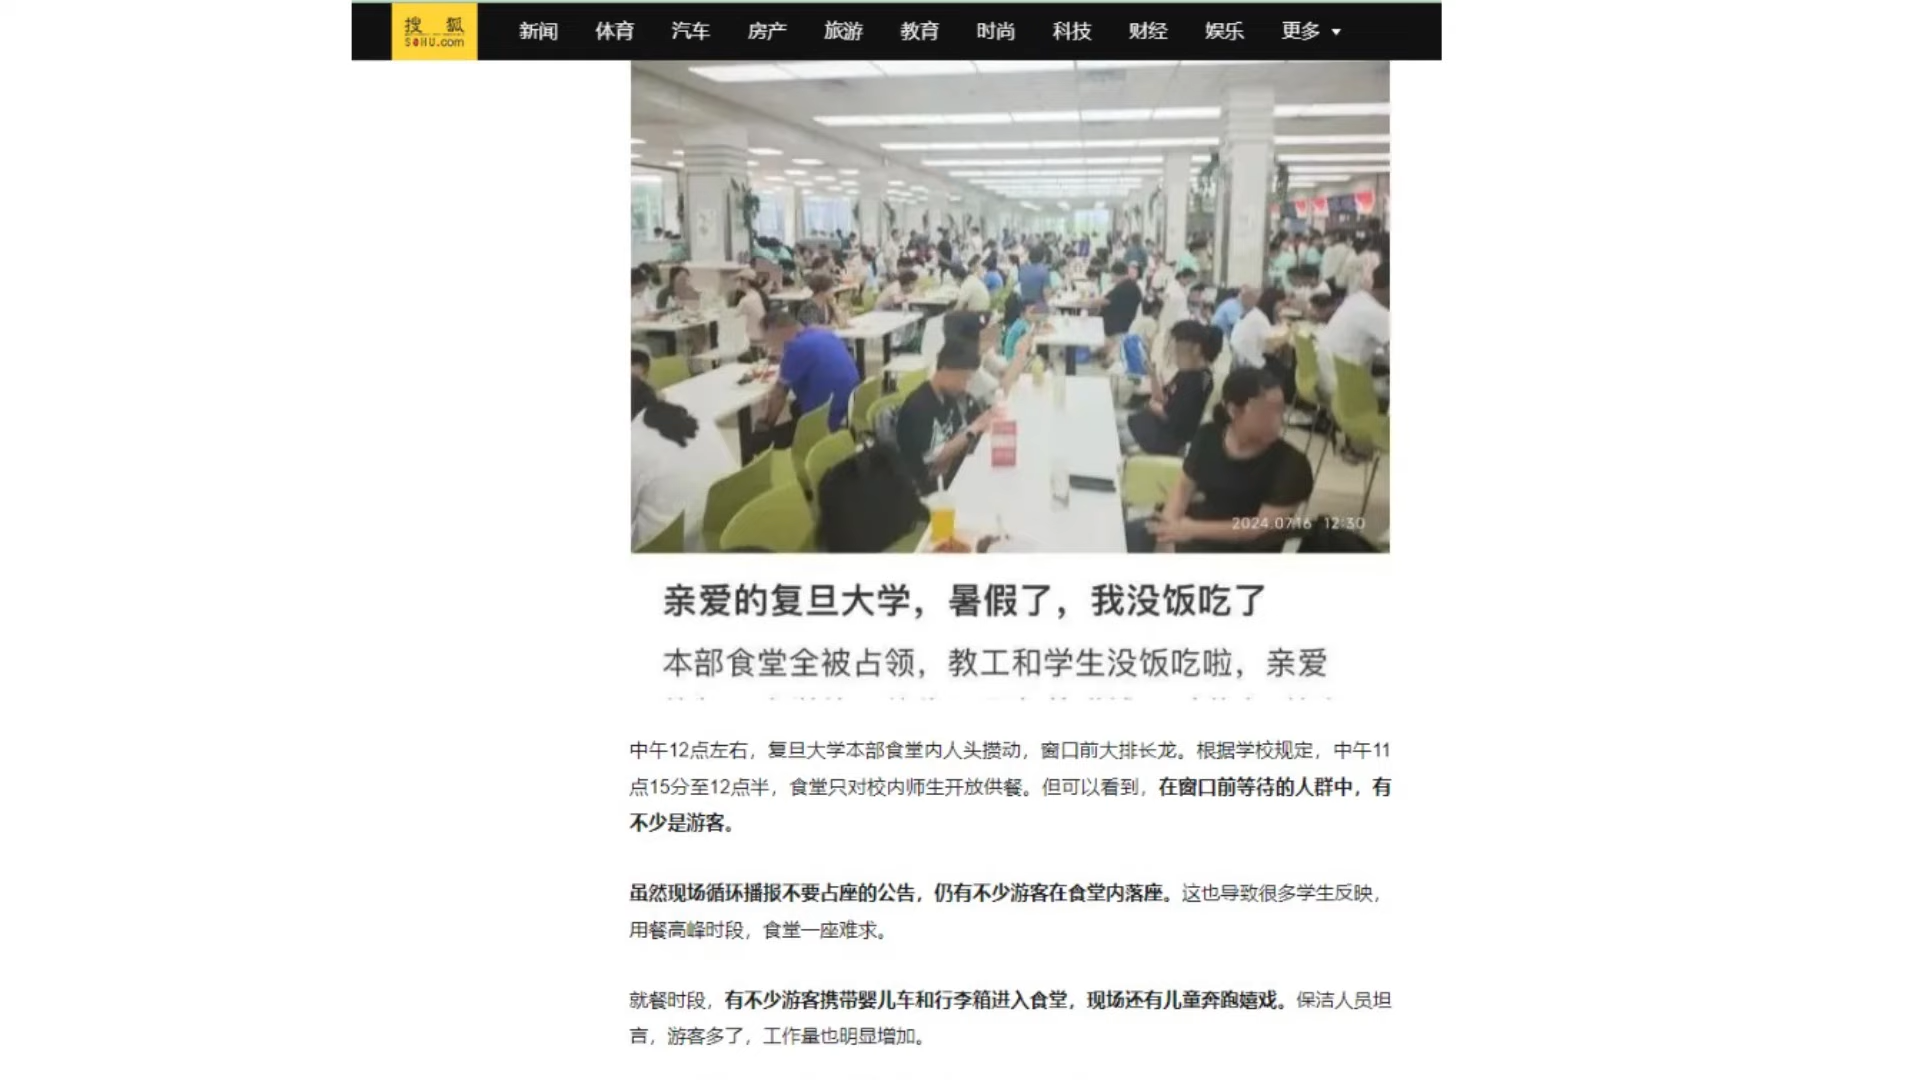 搜狐
SOHU.com
新闻 体育 汽车 房产 旅游 教育 时尚 科技 财经 娱乐 更多
2024.07.16 12:30
亲爱的复旦大学，暑假了，我没饭吃了
本部食堂全被占领，教工和学生没饭吃啦，亲爱
中午12点左右，复旦大学本部食堂内人头攒动，窗口前大排长龙。根据学校规定，中午11
点15分至12点半，食堂只对校内师生开放供餐。但可以看到，在窗口前等待的人群中，有
不少是游客。
虽然现场循环播报不要占座的公告，仍有不少游客在食堂内落座。这也导致很多学生反映，
用餐高峰时段，食堂一座难求。
就餐时段，有不少游客携带婴儿车和行李箱进入食堂，现场还有儿童奔跑嬉戏。保洁人员坦
言，游客多了，工作量也明显增加。